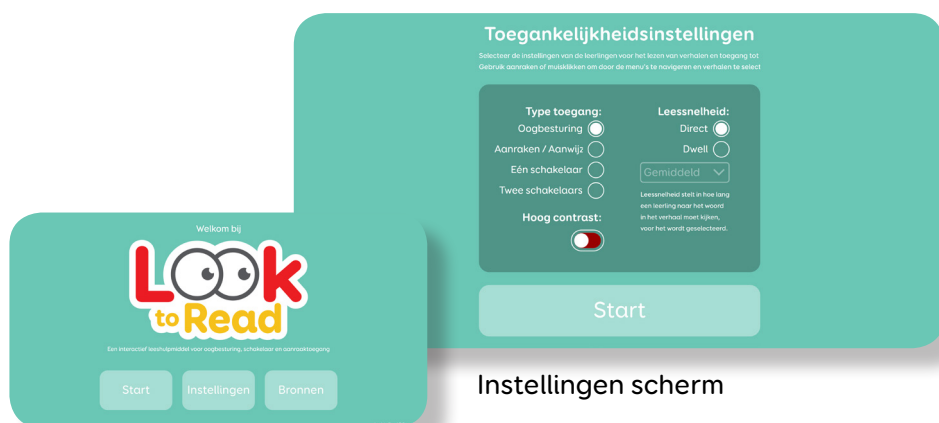 Toegankelijkheidsinstellingen
Selecteer de instellingen van de leerlingen voor het lezen van verhalen en toegang tot
Gebruik aanraken of muisklikken om door de menu's te navigeren en verhalen te select
Type toegang:
Oogbesturing
Aanraken / Aanwijz
Eén schakelaar
Twee schakelaars
Hoog contrast:
Leessnelheid:
Direct
Dwell
Gemiddeld
Leessnelheid stelt in hoe lang
een leerling naar het woord
in het verhaal moet kijken,
voor het wordt geselecteerd.
Start
Instellingen scherm
Welkom bij
Look
to Read
Een interactief leeshulpmiddel voor oogbesturing, schakelaar en aanraaktoegang
Start
Instellingen
Bronnen